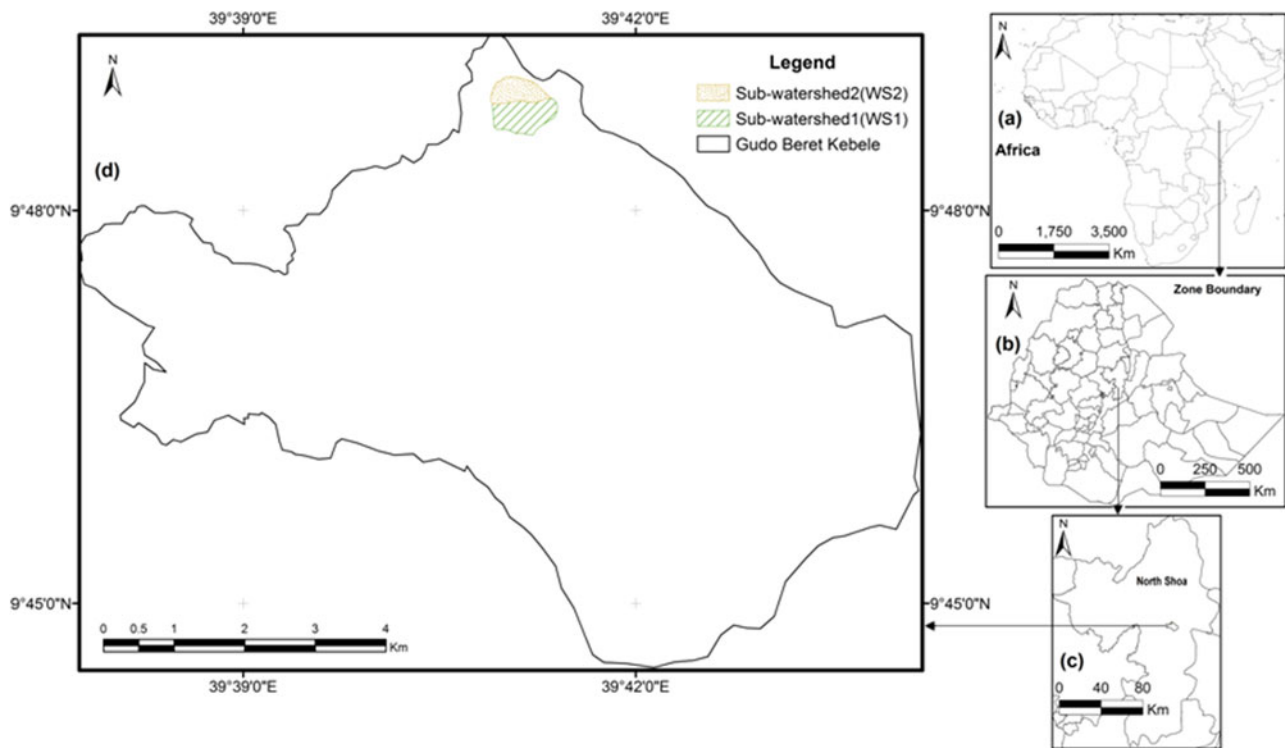 39°39'0"E
39°42'0"E
N
Legend
Sub-watershed2(WS2)
Sub-watershed1(WS1)
Gudo Beret Kebele
(d)
9°48'0"N
9°48'0"N
9°45'0"N
9°45'0"N
0 0.5 1 2 3 4
Km
39°39'0"E
39°42'0"E
N
(a)
Africa
0 1,750 3,500
Km
N
Zone Boundary
(b)
0 250 500
Km
N
North Shoa
(c)
0 40 80
Km